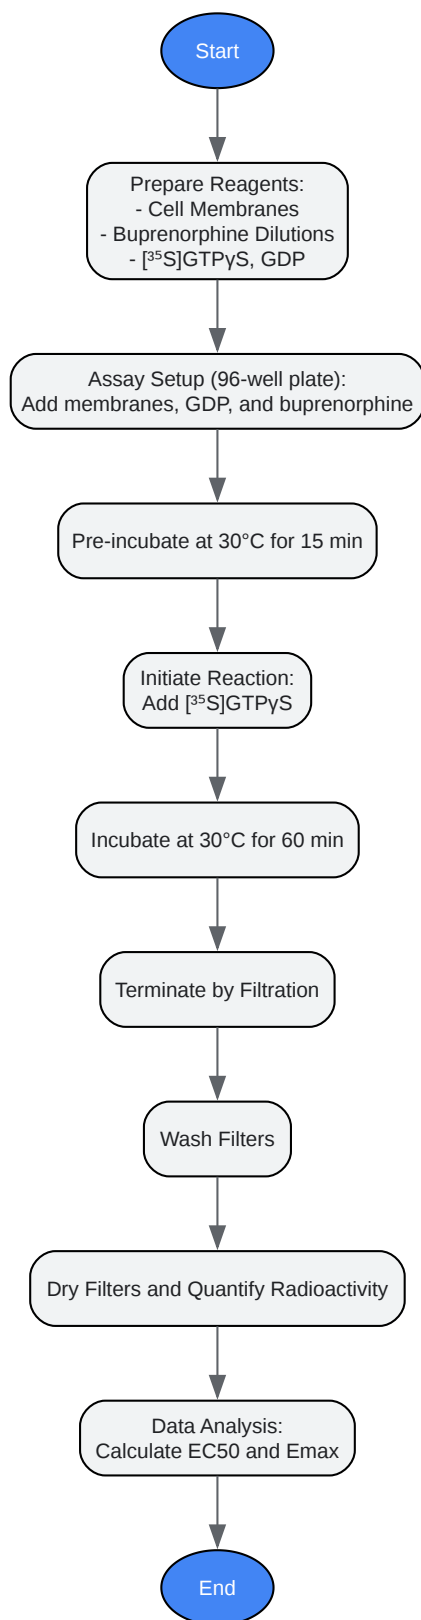 Start
Prepare Reagents:
- Cell Membranes
- Buprenorphine Dilutions
- [³⁵S]GTPγS, GDP
Assay Setup (96-well plate):
Add membranes, GDP, and buprenorphine
Pre-incubate at 30°C for 15 min
Initiate Reaction:
Add [³⁵S]GTPγS
Incubate at 30°C for 60 min
Terminate by Filtration
Wash Filters
Dry Filters and Quantify Radioactivity
Data Analysis:
Calculate EC50 and Emax
End